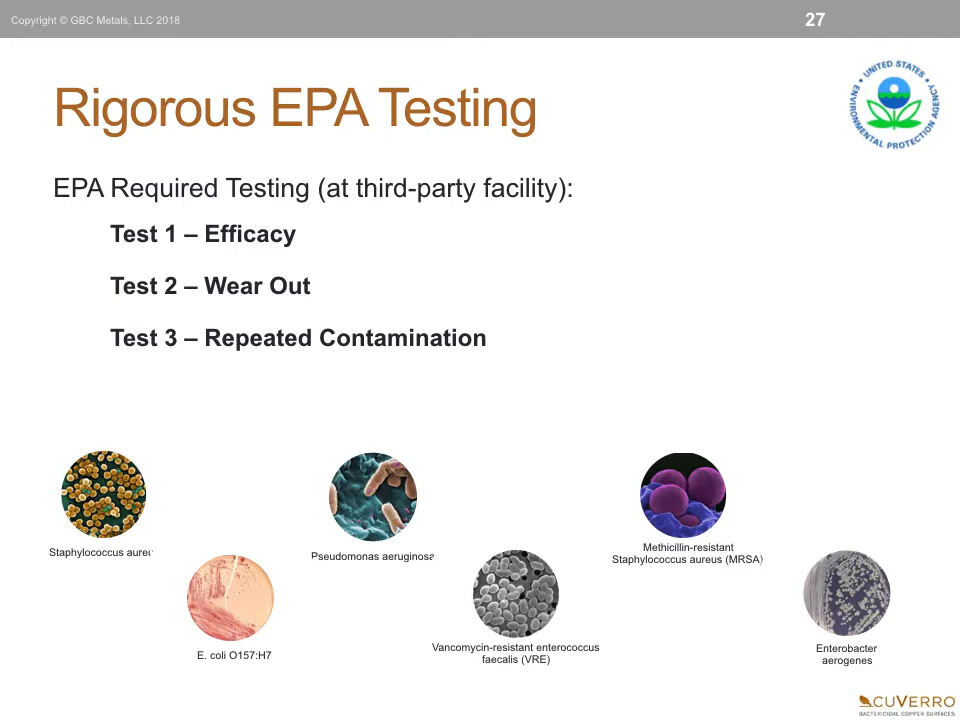 Copyright © GBC Metals, LLC 2018
27
Rigorous EPA Testing
UNITED STATES ENVIRONMENTAL PROTECTION AGENCY
EPA Required Testing (at third-party facility):
Test 1 – Efficacy
Test 2 – Wear Out
Test 3 – Repeated Contamination
Staphylococcus aureu
Pseudomonas aeruginosa
Methicillin-resistant
Staphylococcus aureus (MRSA)
E. coli O157:H7
Vancomycin-resistant enterococcus
faecalis (VRE)
Enterobacter
aerogenes
CUVERRO
BACTERICIDAL COPPER SURFACES